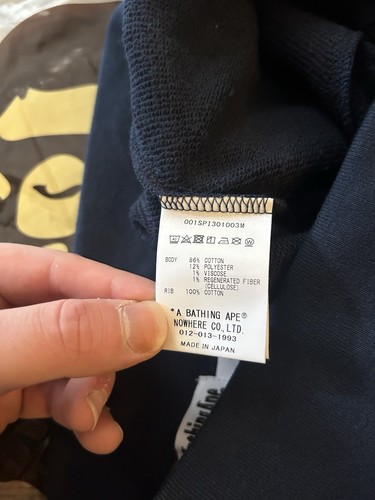 001SPI301003M
BODY 86% COTTON
12% POLYESTER
1% VISCOSE
1% REGENERATED FIBER
(CELLULOSE)
RIB 100% COTTON
A BATHING APE®
NOWHERE CO., LTD.
012-013-1993
MADE IN JAPAN